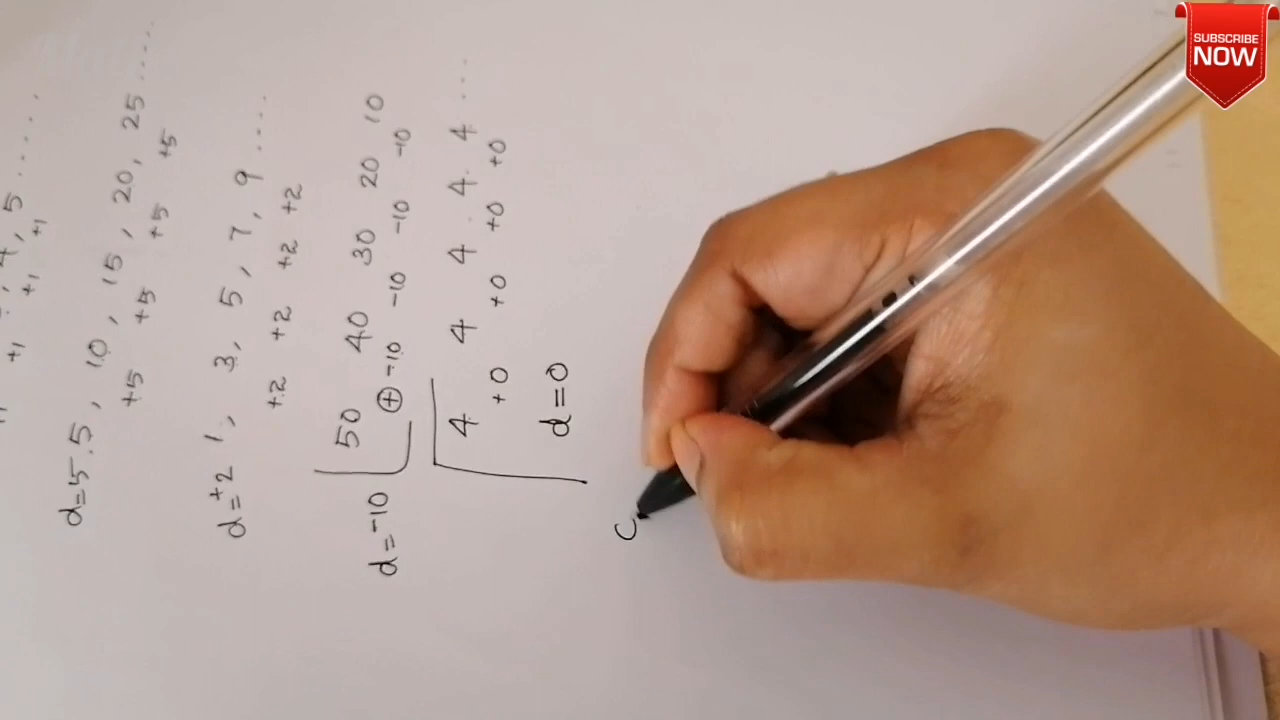 4, 5 .....
+1 +1 +1
d=5. 5, 10, 15, 20, 25 .....
+5 +5 +5 +5
d=+2 1, 3, 5, 7, 9 ....
+2 +2 +2 +2
50 40 30 20 10
d=-10 ⊕ -10 -10 -10 -10
4 4 4 4 4 ...
+0 +0 +0 +0
d=0
C
SUBSCRIBE
NOW